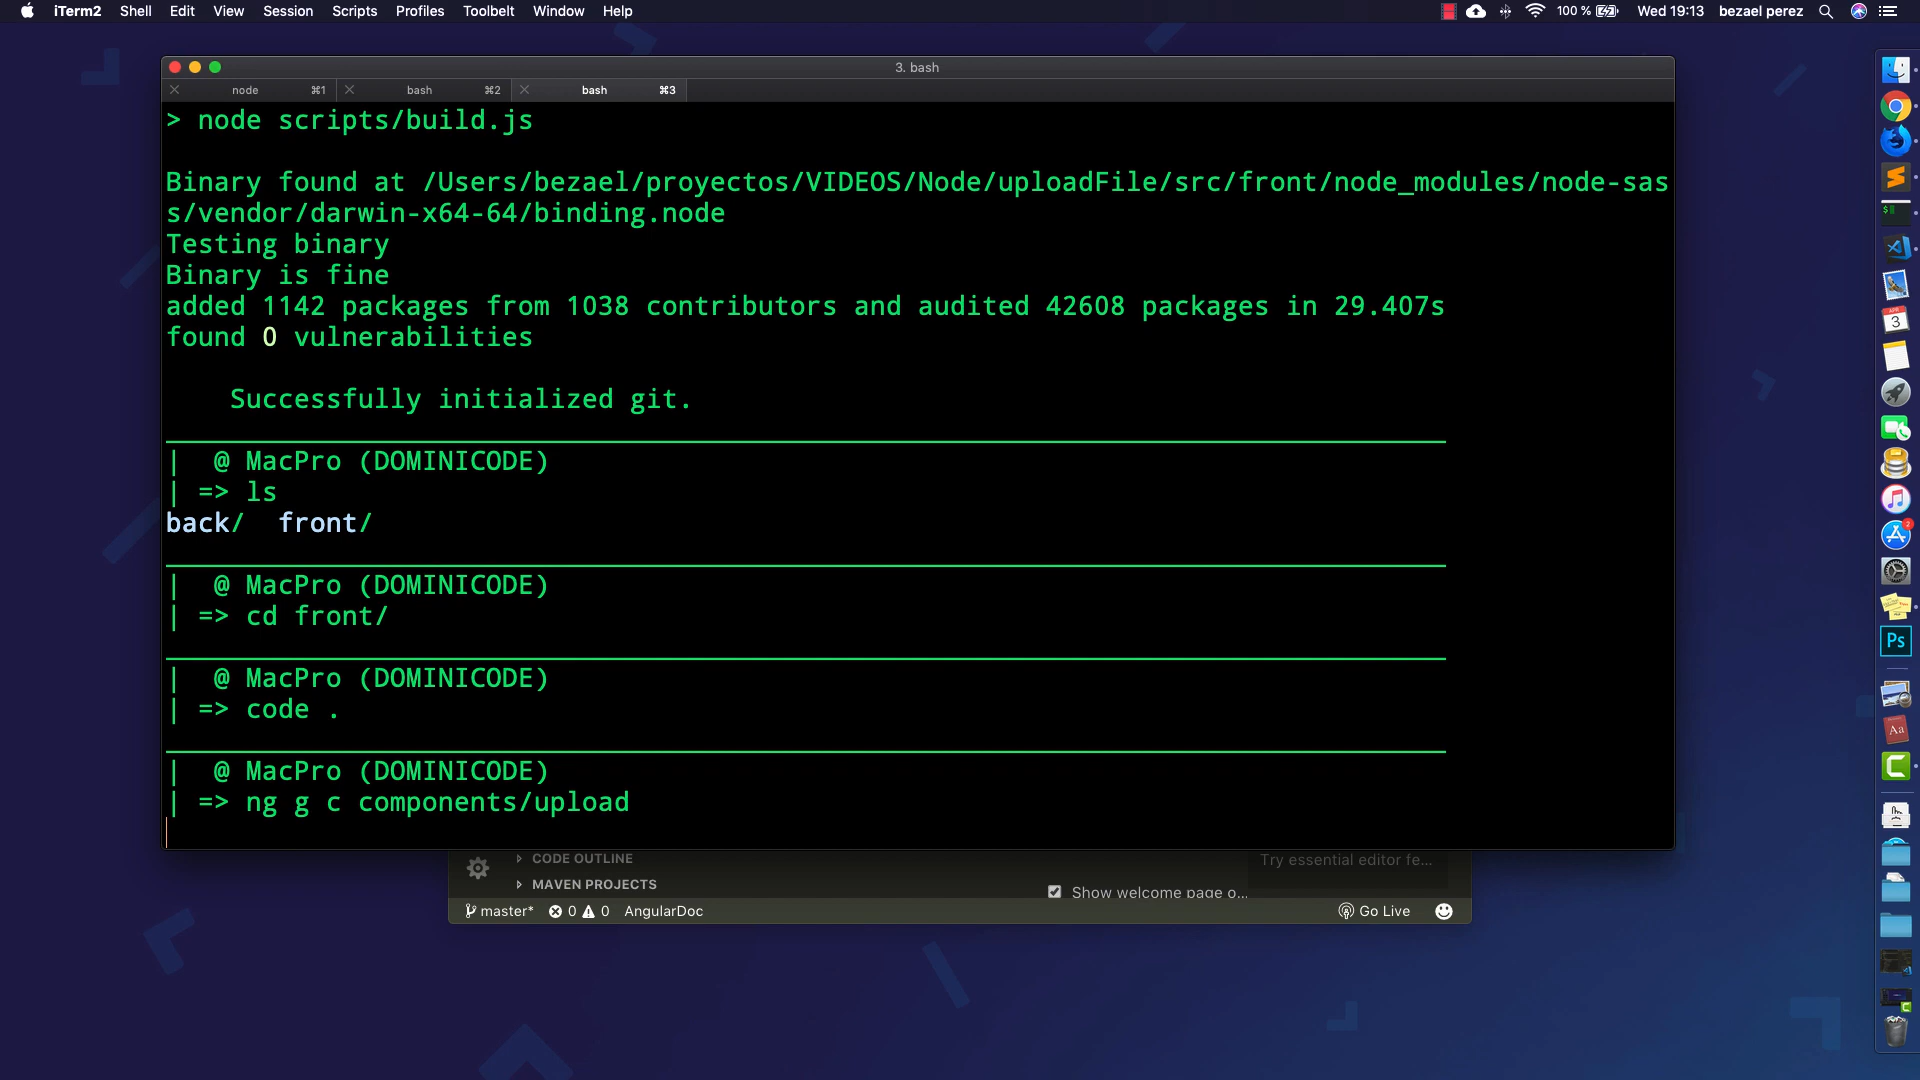 iTerm2 Shell Edit View Session Scripts Profiles Toolbelt Window Help 100 % Wed 19:13 bezael perez
3. bash
node ⌘1 bash ⌘2 bash ⌘3
> node scripts/build.js
Binary found at /Users/bezael/proyectos/VIDEOS/Node/uploadFile/src/front/node_modules/node-sas
s/vendor/darwin-x64-64/binding.node
Testing binary
Binary is fine
added 1142 packages from 1038 contributors and audited 42608 packages in 29.407s
found 0 vulnerabilities
Successfully initialized git.
| @ MacPro (DOMINICODE)
| => ls
back/ front/
| @ MacPro (DOMINICODE)
| => cd front/
| @ MacPro (DOMINICODE)
| => code .
| @ MacPro (DOMINICODE)
| => ng g c components/upload
CODE OUTLINE
Try essential editor fe...
MAVEN PROJECTS
Show welcome page o...
master* 0 0 AngularDoc Go Live
APR
3
2
Ps
Aa